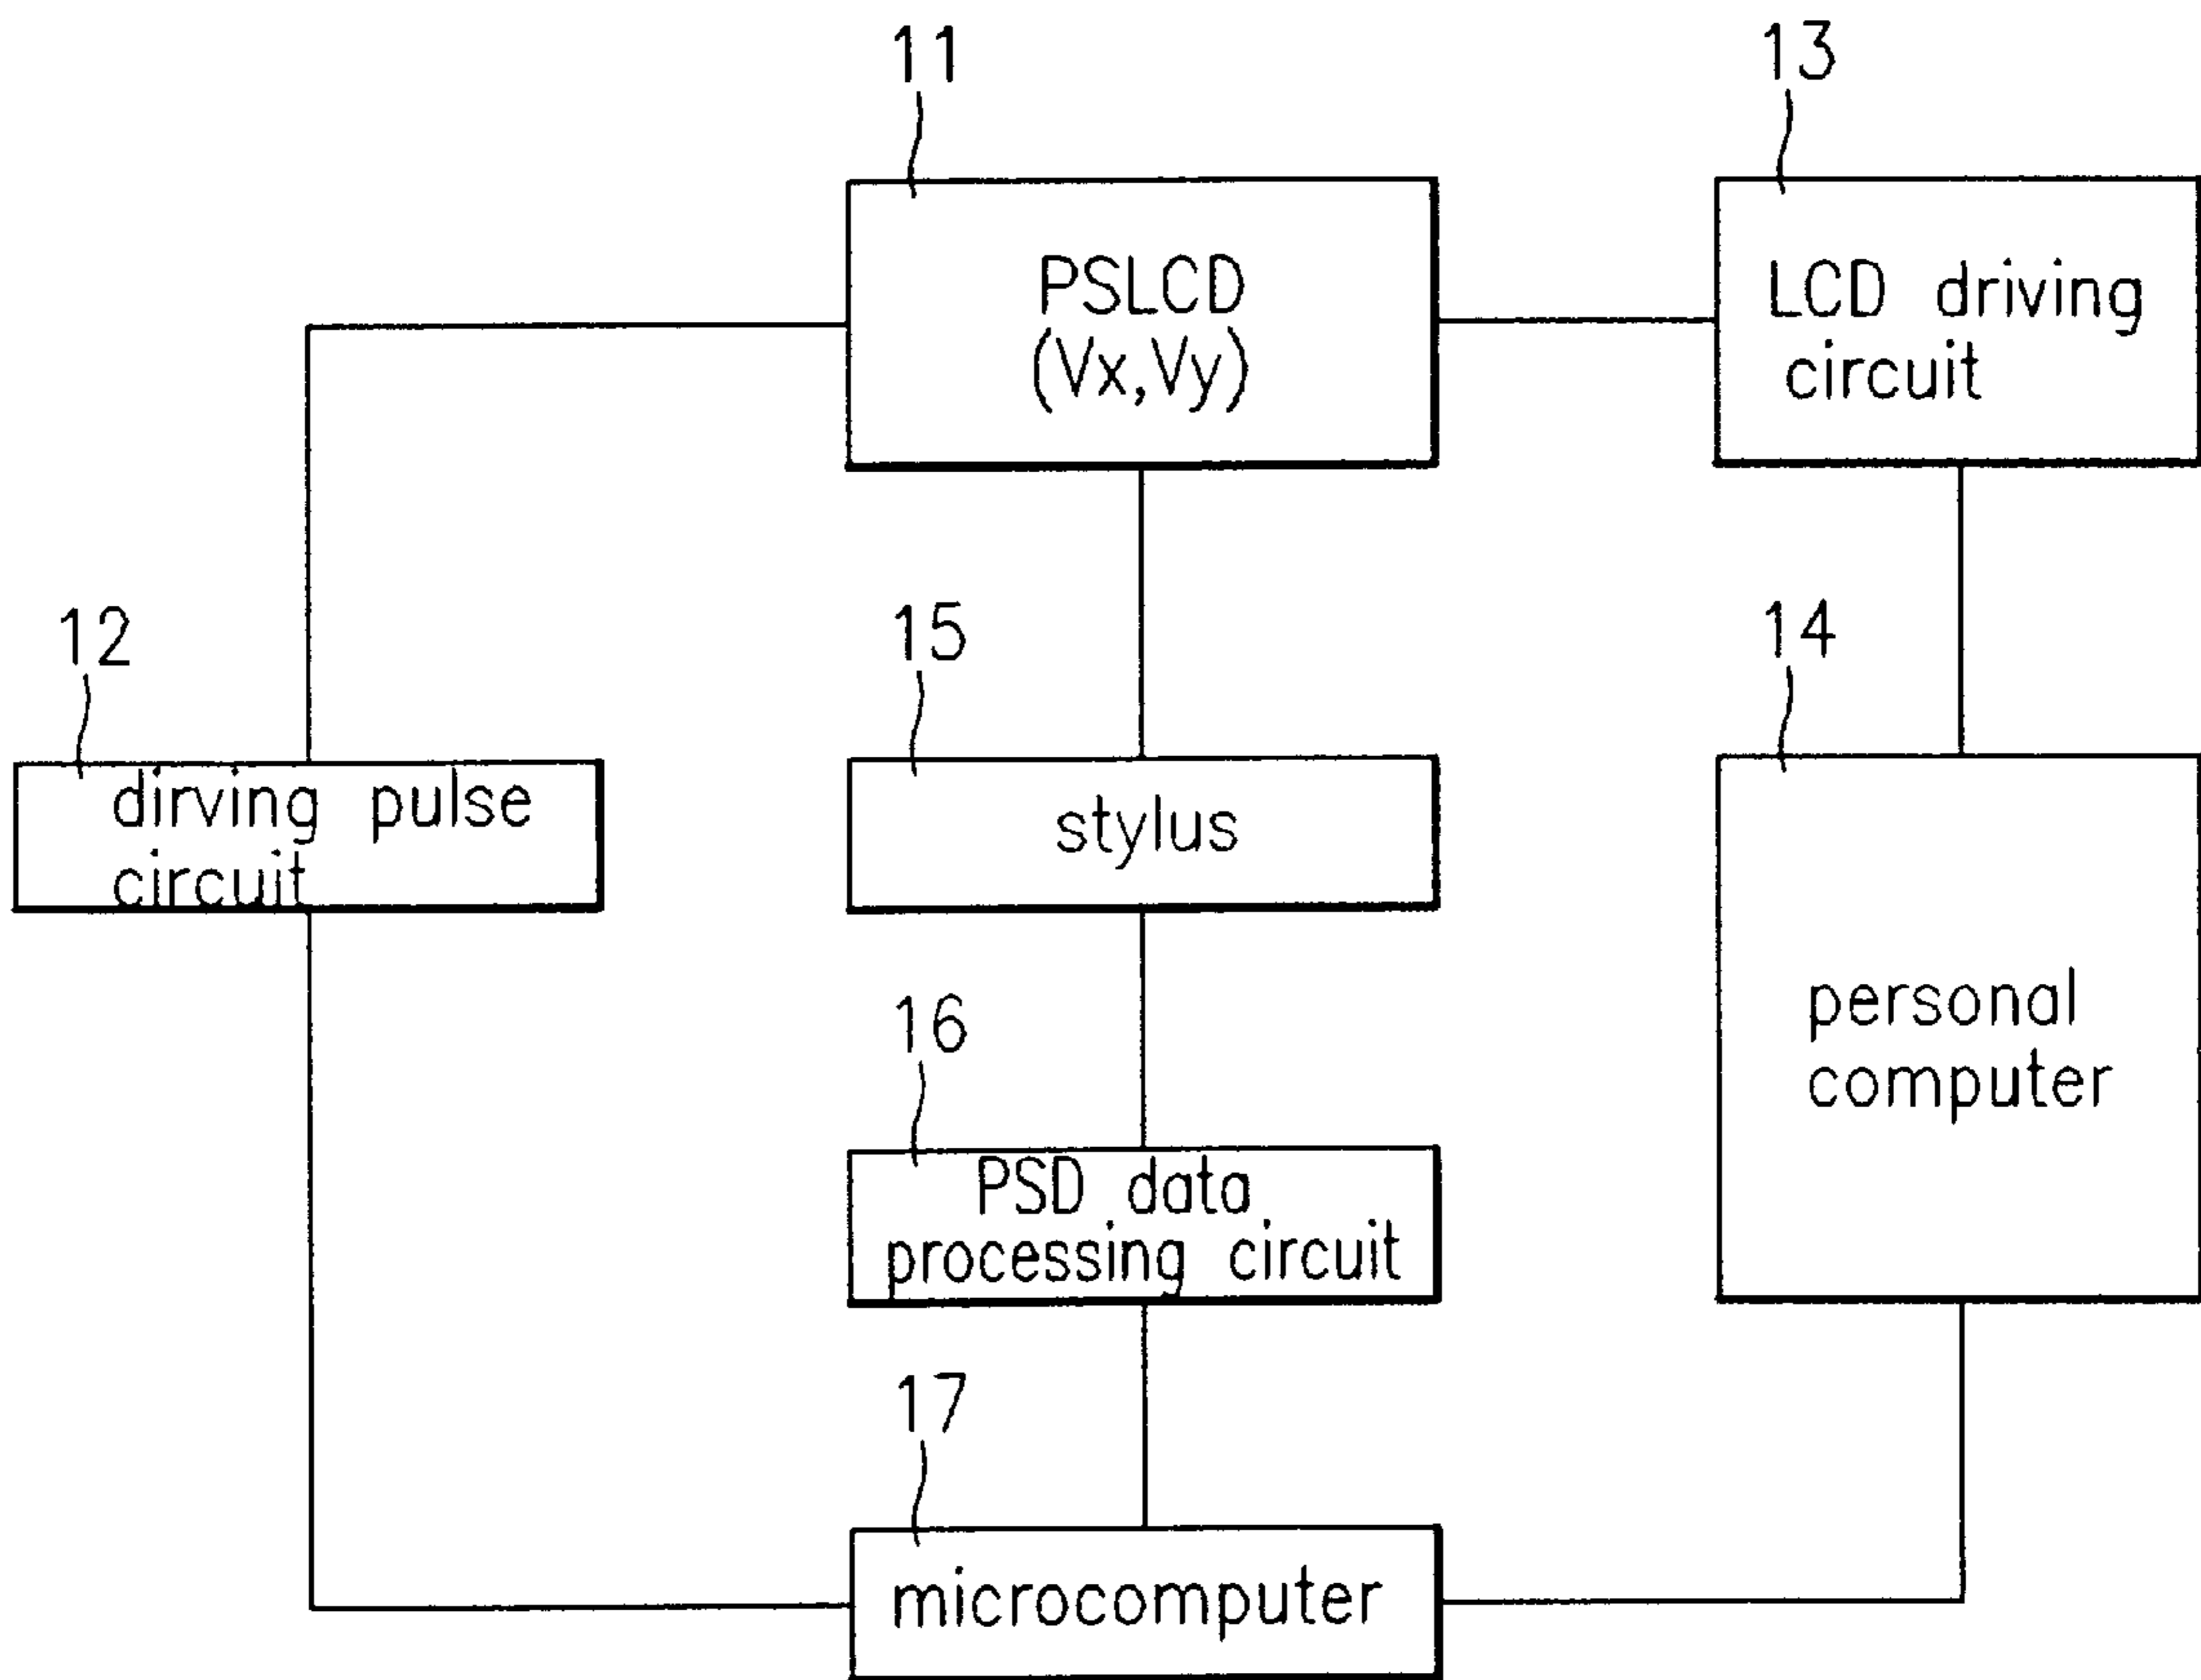 11
13
PSLCD
(Vx,Vy)
LCD driving
circuit
12
15
14
dirving pulse
circuit
stylus
personal
computer
16
PSD data
processing circuit
17
microcomputer